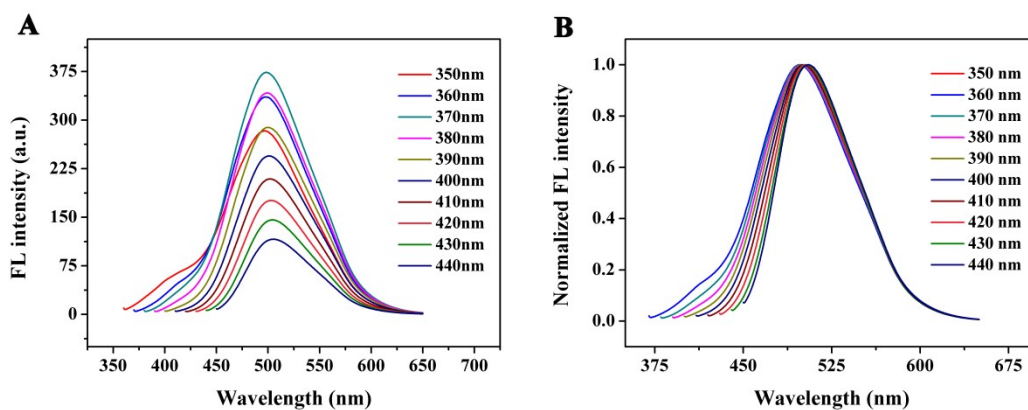 A
FL intensity (a.u.)
375
300
225
150
75
0
350nm
360nm
370nm
380nm
390nm
400nm
410nm
420nm
430nm
440nm
350 400 450 500 550 600 650 700
Wavelength (nm)
B
Normalized FL intensity
1.0
0.8
0.6
0.4
0.2
0.0
350 nm
360 nm
370 nm
380 nm
390 nm
400 nm
410 nm
420 nm
430 nm
440 nm
375 450 525 600 675
Wavelength (nm)